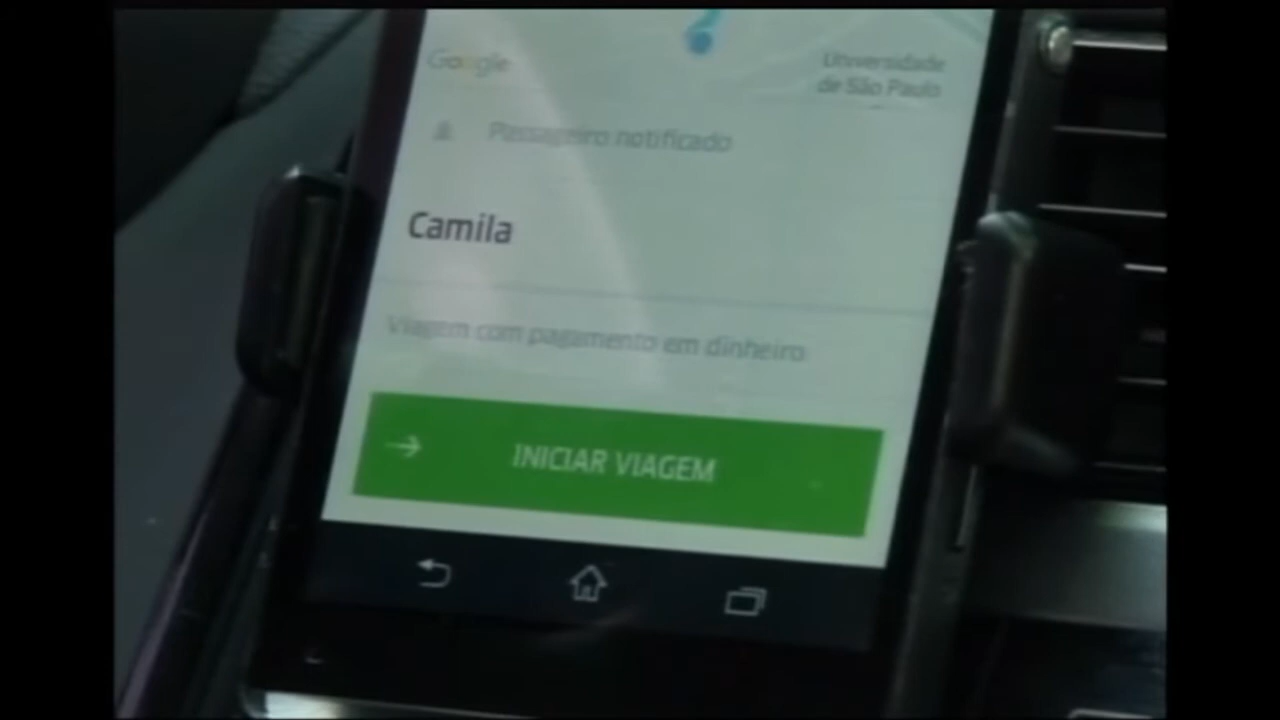 Google
Universidade
de São Paulo
Passageiro notificado
Camila
Viagem com pagamento em dinheiro
INICIAR VIAGEM